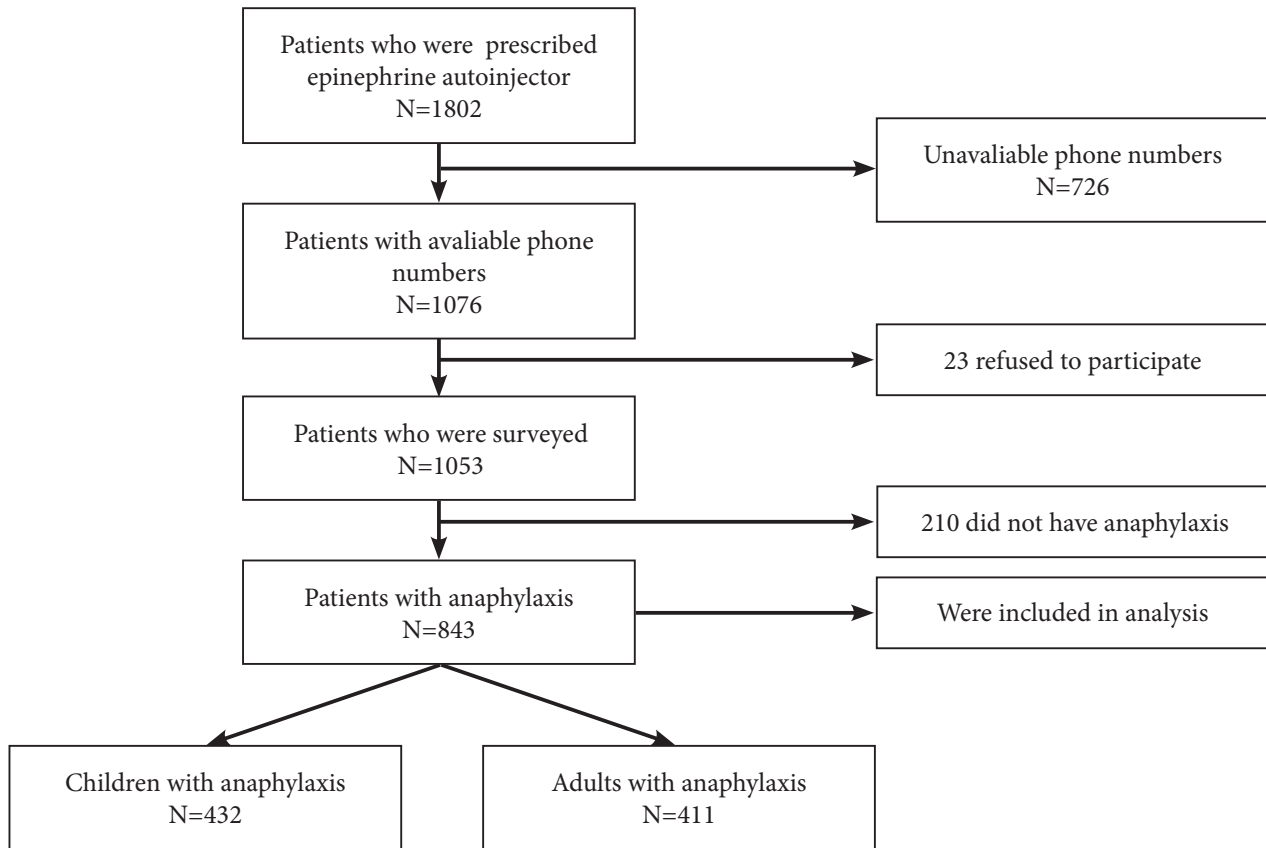 Patients who were prescribed
epinephrine autoinjector
N=1802
Unavaliable phone numbers
N=726
Patients with avaliable phone
numbers
N=1076
23 refused to participate
Patients who were surveyed
N=1053
210 did not have anaphylaxis
Patients with anaphylaxis
N=843
Were included in analysis
Children with anaphylaxis
N=432
Adults with anaphylaxis
N=411